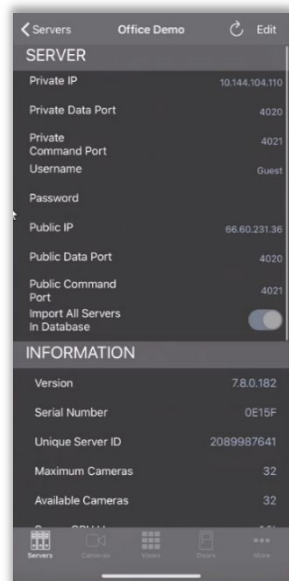 Servers Office Demo Edit
SERVER
Private IP 10.144.104.110
Private Data Port 4020
Private
Command Port 4021
Username Guest
Password
Public IP 66.60.231.36
Public Data Port 4020
Public Command
Port 4021
Import All Servers
in Database
INFORMATION
Version 7.8.0.182
Serial Number 0E15F
Unique Server ID 2089987641
Maximum Cameras 32
Available Cameras 32
Servers Cameras Views Doors More